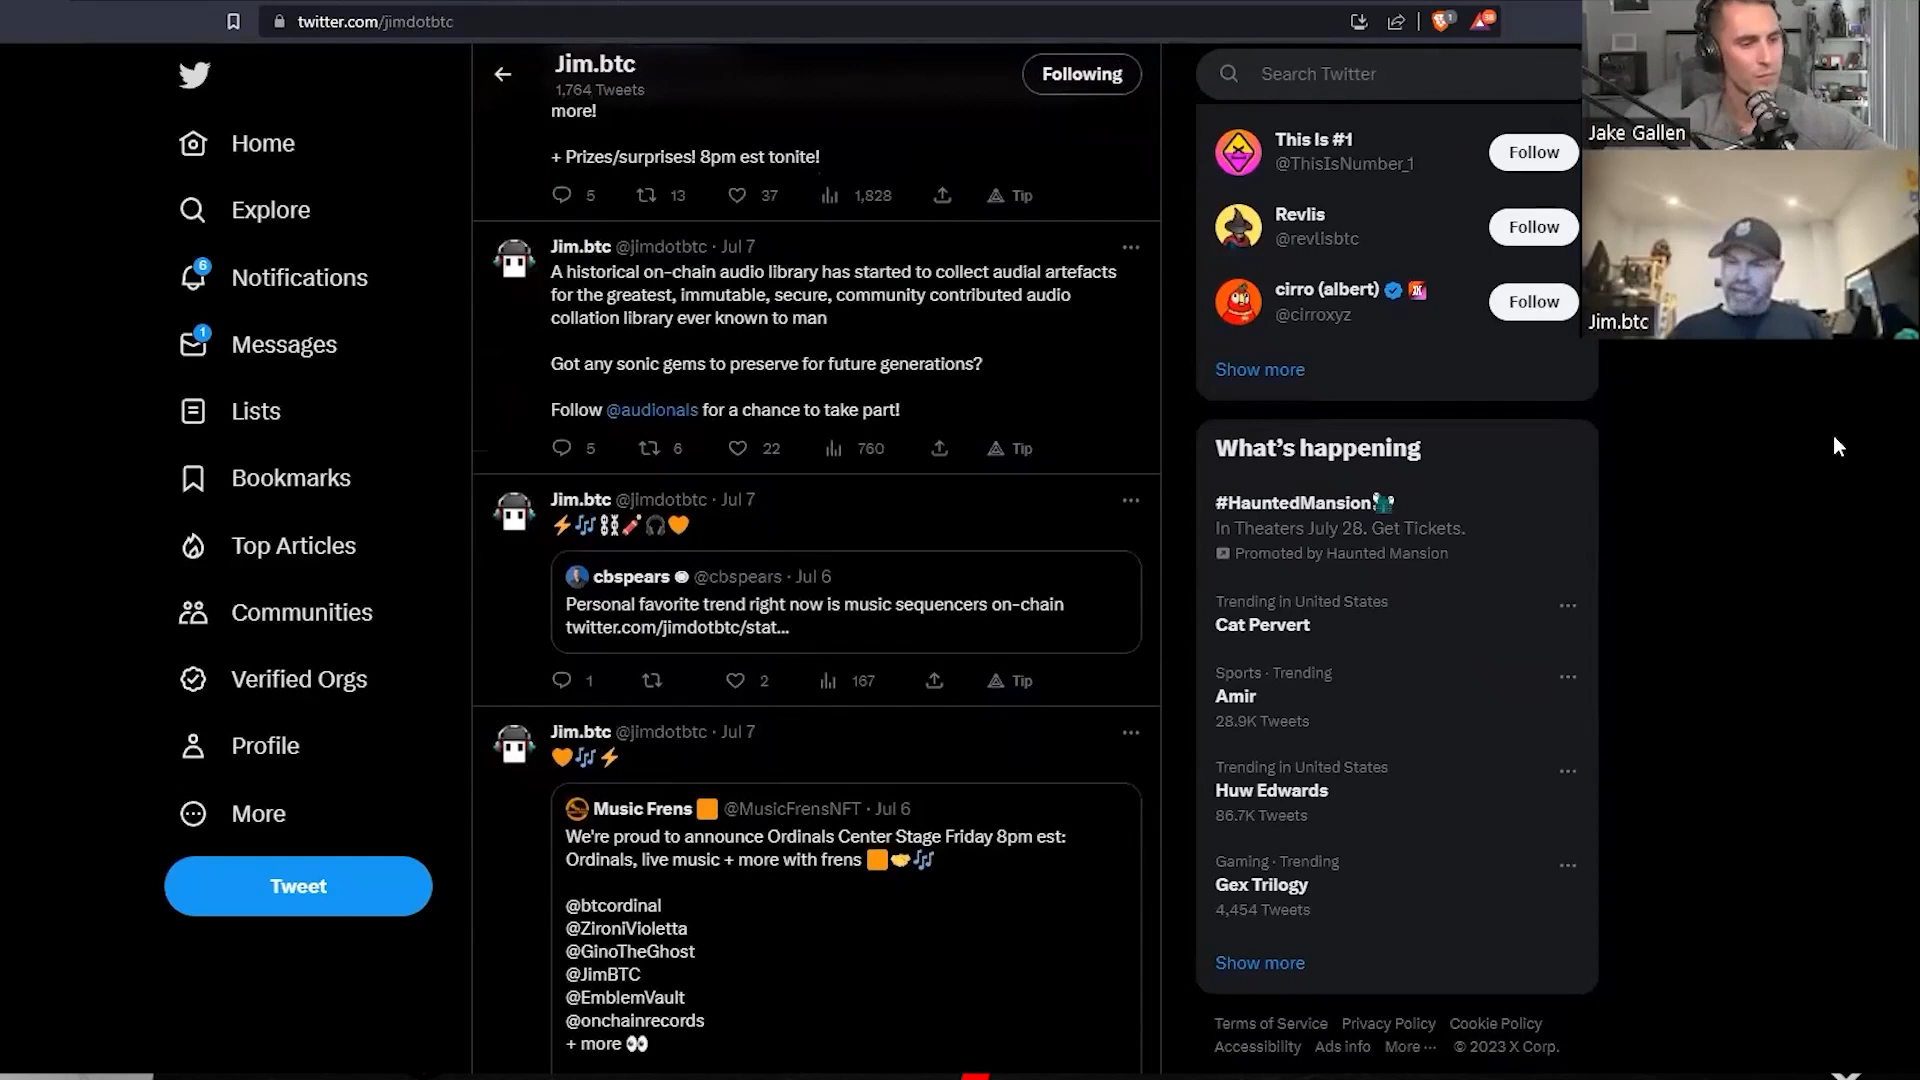 twitter.com/jimdotbtc
1
38
Home
Explore
6
Notifications
1
Messages
Lists
Bookmarks
Top Articles
Communities
Verified Orgs
Profile
More
Tweet
Jim.btc
1,764 Tweets
Following
more!
+ Prizes/surprises! 8pm est tonite!
5 13 37 1,828 Tip
Jim.btc @jimdotbtc · Jul 7
A historical on-chain audio library has started to collect audial artefacts
for the greatest, immutable, secure, community contributed audio
collation library ever known to man
Got any sonic gems to preserve for future generations?
Follow @audionals for a chance to take part!
5 6 22 760 Tip
Jim.btc @jimdotbtc · Jul 7
⚡🎶⛓🧨🎧🧡
cbspears @cbspears · Jul 6
Personal favorite trend right now is music sequencers on-chain
twitter.com/jimdotbtc/stat...
1 2 167 Tip
Jim.btc @jimdotbtc · Jul 7
🧡🎶⚡
Music Frens 🟧 @MusicFrensNFT · Jul 6
We're proud to announce Ordinals Center Stage Friday 8pm est:
Ordinals, live music + more with frens 🟧🤝🎶
@btcordinal
@ZironiVioletta
@GinoTheGhost
@JimBTC
@EmblemVault
@onchainrecords
+ more 👀
Search Twitter
This Is #1
@ThisIsNumber_1
Follow
Revlis
@revlisbtc
Follow
cirro (albert)
@cirroxyz
Follow
Show more
What's happening
#HauntedMansion
In Theaters July 28. Get Tickets.
Promoted by Haunted Mansion
Trending in United States
Cat Pervert
Sports · Trending
Amir
28.9K Tweets
Trending in United States
Huw Edwards
86.7K Tweets
Gaming · Trending
Gex Trilogy
4,454 Tweets
Show more
Terms of Service Privacy Policy Cookie Policy
Accessibility Ads info More ··· © 2023 X Corp.
Jake Gallen
Jim.btc